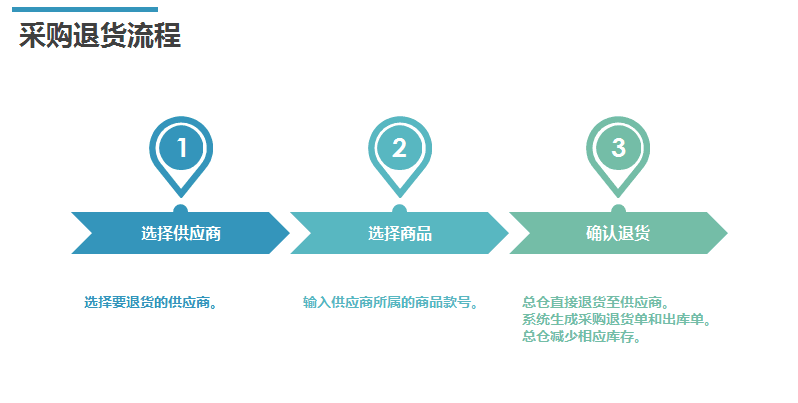 采购退货流程
1
2
3
选择供应商
选择商品
确认退货
选择要退货的供应商。
输入供应商所属的商品款号。
总仓直接退货至供应商。
系统生成采购退货单和出库单。
总仓减少相应库存。